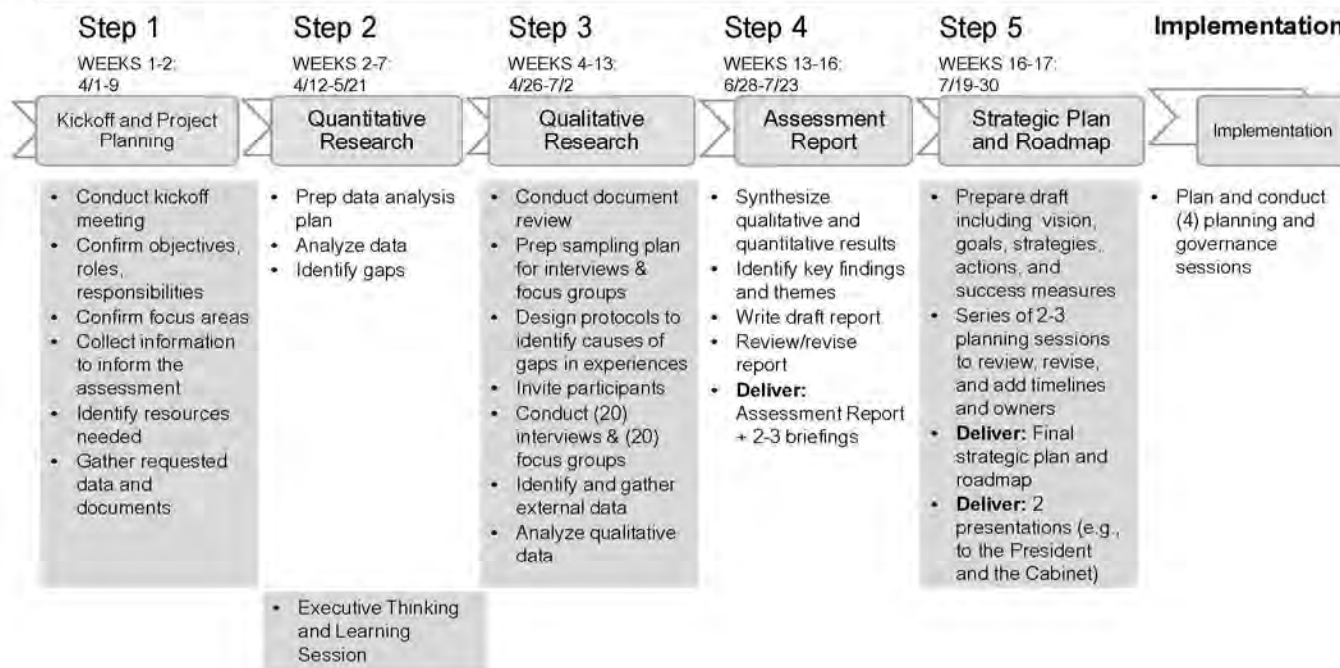 Step 1
WEEKS 1-2:
4/1-9
Kickoff and Project
Planning
• Conduct kickoff
meeting
• Confirm objectives,
roles,
responsibilities
• Confirm focus areas
• Collect information
to inform the
assessment
• Identify resources
needed
• Gather requested
data and
documents
Step 2
WEEKS 2-7:
4/12-5/21
Quantitative
Research
• Prep data analysis
plan
• Analyze data
• Identify gaps
• Executive Thinking
and Learning
Session
Step 3
WEEKS 4-13:
4/26-7/2
Qualitative
Research
• Conduct document
review
• Prep sampling plan
for interviews &
focus groups
• Design protocols to
identify causes of
gaps in experiences
• Invite participants
• Conduct (20)
interviews & (20)
focus groups
• Identify and gather
external data
• Analyze qualitative
data
Step 4
WEEKS 13-16:
6/28-7/23
Assessment
Report
• Synthesize
qualitative and
quantitative results
• Identify key findings
and themes
• Write draft report
• Review/revise
report
• Deliver:
Assessment Report
+ 2-3 briefings
Step 5
WEEKS 16-17:
7/19-30
Strategic Plan
and Roadmap
• Prepare draft
including vision,
goals, strategies,
actions, and
success measures
• Series of 2-3
planning sessions
to review, revise,
and add timelines
and owners
• Deliver: Final
strategic plan and
roadmap
• Deliver: 2
presentations (e.g.,
to the President
and the Cabinet)
Implementation
Implementation
• Plan and conduct
(4) planning and
governance
sessions